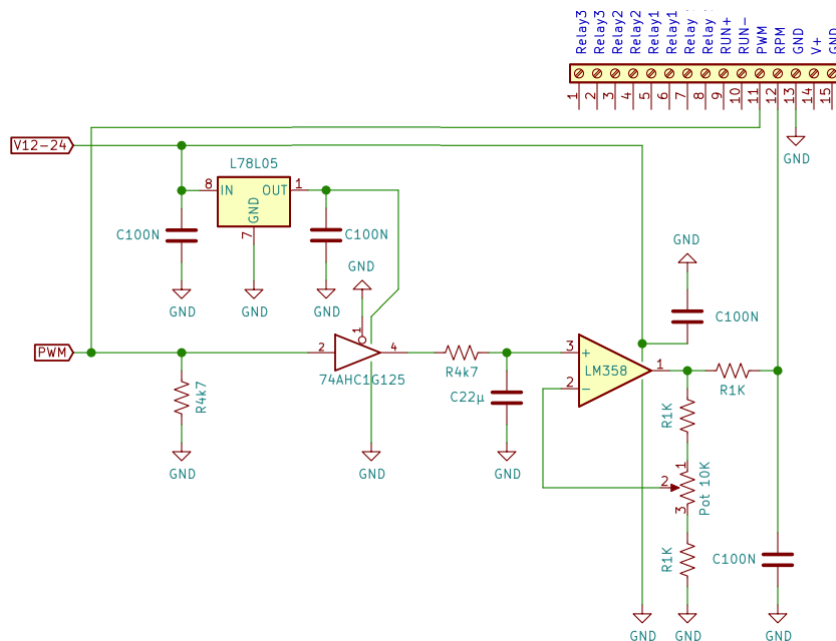 Relay3
Relay3
Relay2
Relay2
Relay1
Relay1
Relay
Relay
RUN+
RUN-
PWM
RPM
GND
V+
GND
1
2
3
4
5
6
7
8
9
10
11
12
13
14
15
GND
V12-24
L78L05
8
IN
OUT
1
GND
7
C100N
C100N
GND
GND
GND
GND
GND
C100N
PWM
2
1
4
74AHC1G125
R4k7
R4k7
C22µ
3
+
2
-
LM358
1
R1K
R1K
1
2
3
Pot 10K
R1K
C100N
GND
GND
GND
GND
GND
GND